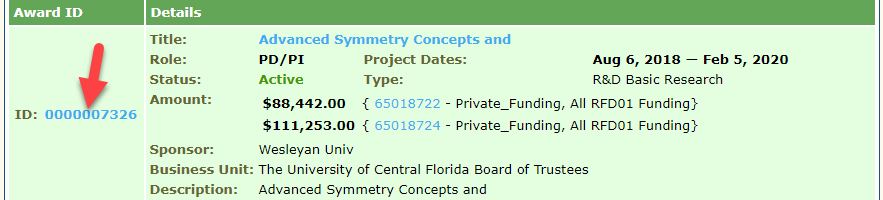 Award ID Details
Title: Advanced Symmetry Concepts and
Role: PD/PI Project Dates: Aug 6, 2018 — Feb 5, 2020
Status: Active Type: R&D Basic Research
Amount: $88,442.00 { 65018722 - Private_Funding, All RFD01 Funding}
ID: 0000007326
$111,253.00 { 65018724 - Private_Funding, All RFD01 Funding}
Sponsor: Wesleyan Univ
Business Unit: The University of Central Florida Board of Trustees
Description: Advanced Symmetry Concepts and